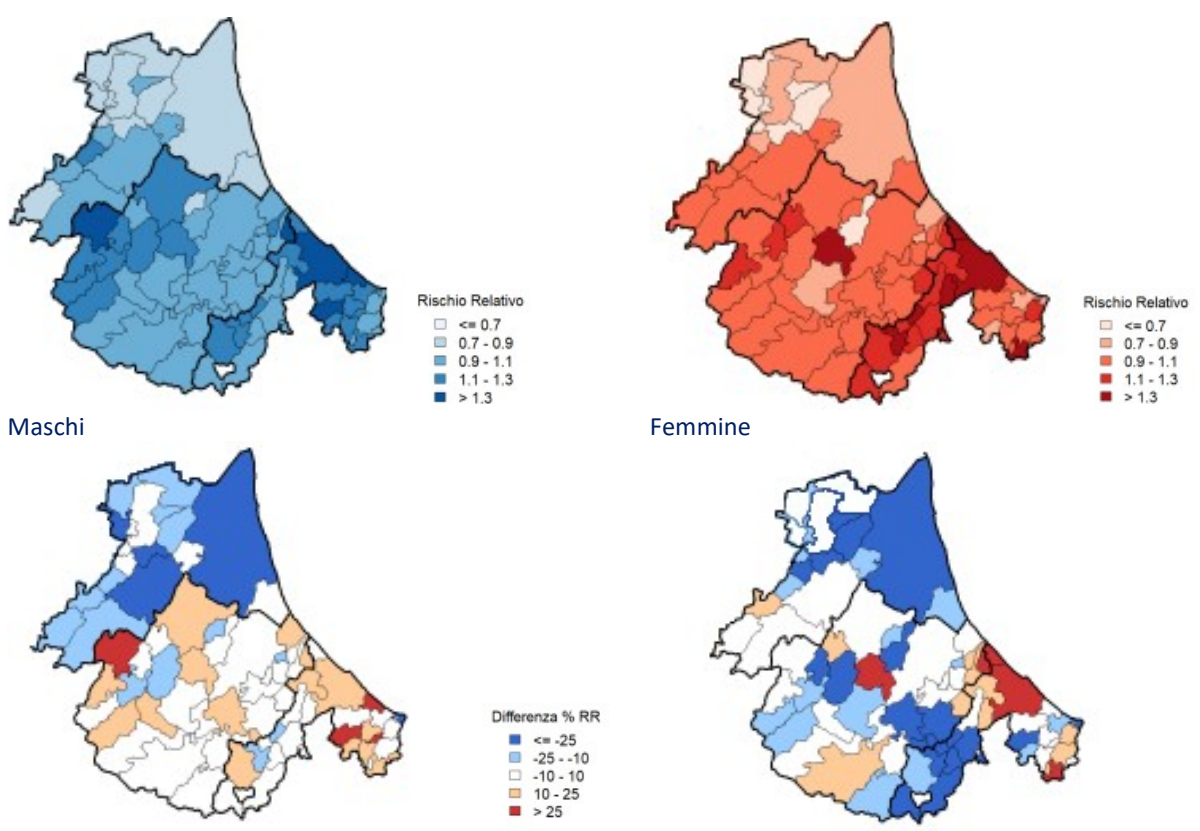 Rischio Relativo
<= 0.7
0.7 - 0.9
0.9 - 1.1
1.1 - 1.3
> 1.3
Rischio Relativo
<= 0.7
0.7 - 0.9
0.9 - 1.1
1.1 - 1.3
> 1.3
Maschi
Femmine
Differenza % RR
<= -25
-25 - -10
-10 - 10
10 - 25
> 25